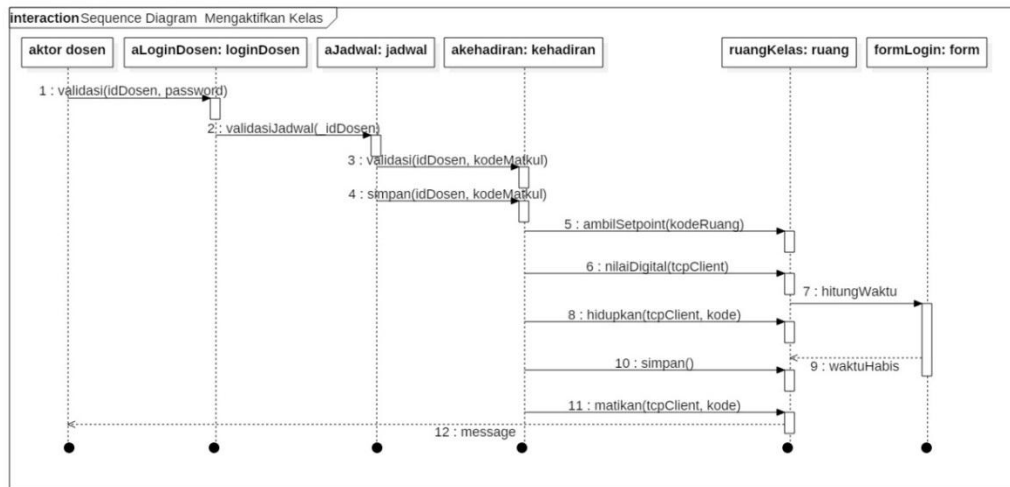 interaction Sequence Diagram Mengaktifkan Kelas
aktor dosen
aLoginDosen: loginDosen
aJadwal: jadwal
akehadiran: kehadiran
ruangKelas: ruang
formLogin: form
1 : validasi(idDosen, password)
2 : validasiJadwal(_idDosen)
3 : validasi(idDosen, kodeMatkul)
4 : simpan(idDosen, kodeMatkul)
5 : ambilSetpoint(kodeRuang)
6 : nilaiDigital(tcpClient)
7 : hitungWaktu
8 : hidupkan(tcpClient, kode)
9 : waktuHabis
10 : simpan()
11 : matikan(tcpClient, kode)
12 : message